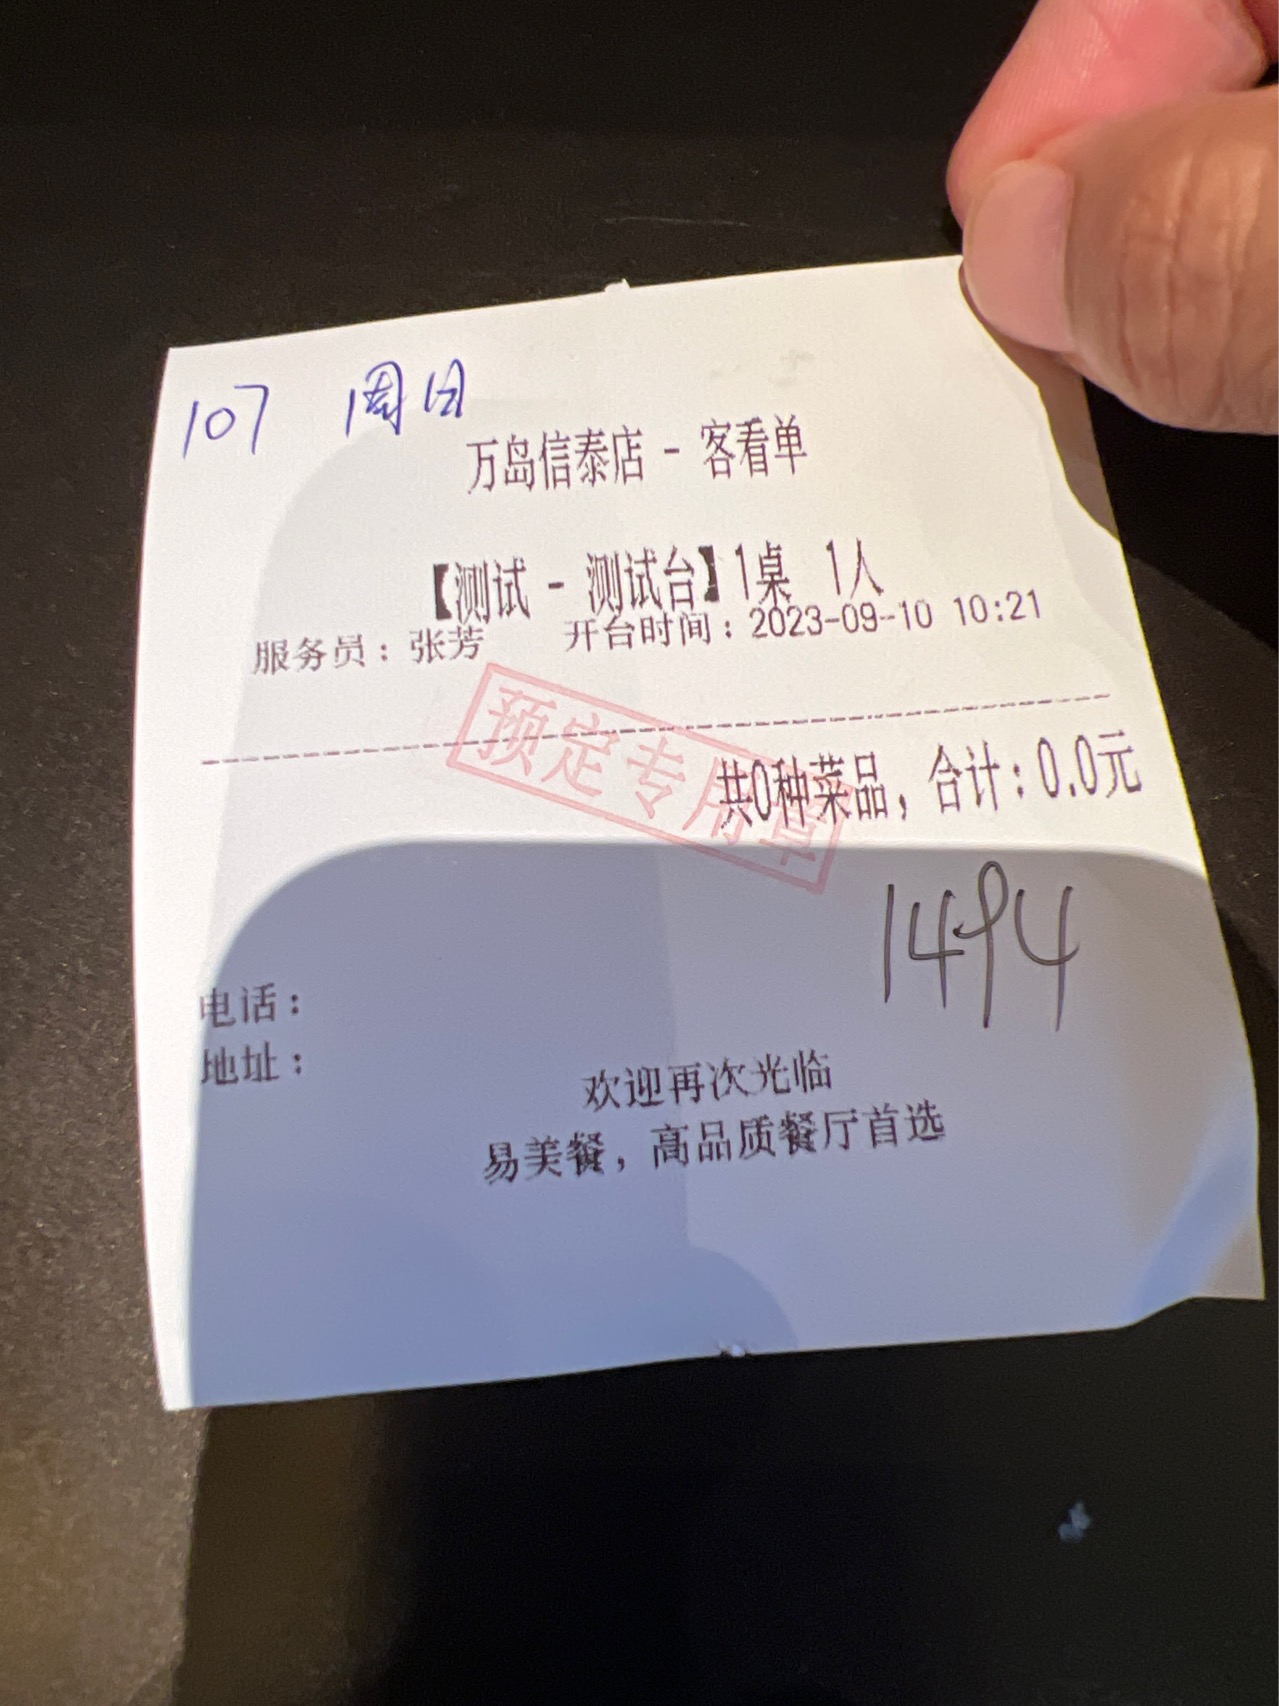 107 周日
万岛信泰店 - 客看单
【测试 - 测试台】1桌 1人
服务员：张芳 开台时间：2023-09-10 10:21
预定专用章
共0种菜品，合计：0.0元
1494
电话：
地址：
欢迎再次光临
易美餐，高品质餐厅首选